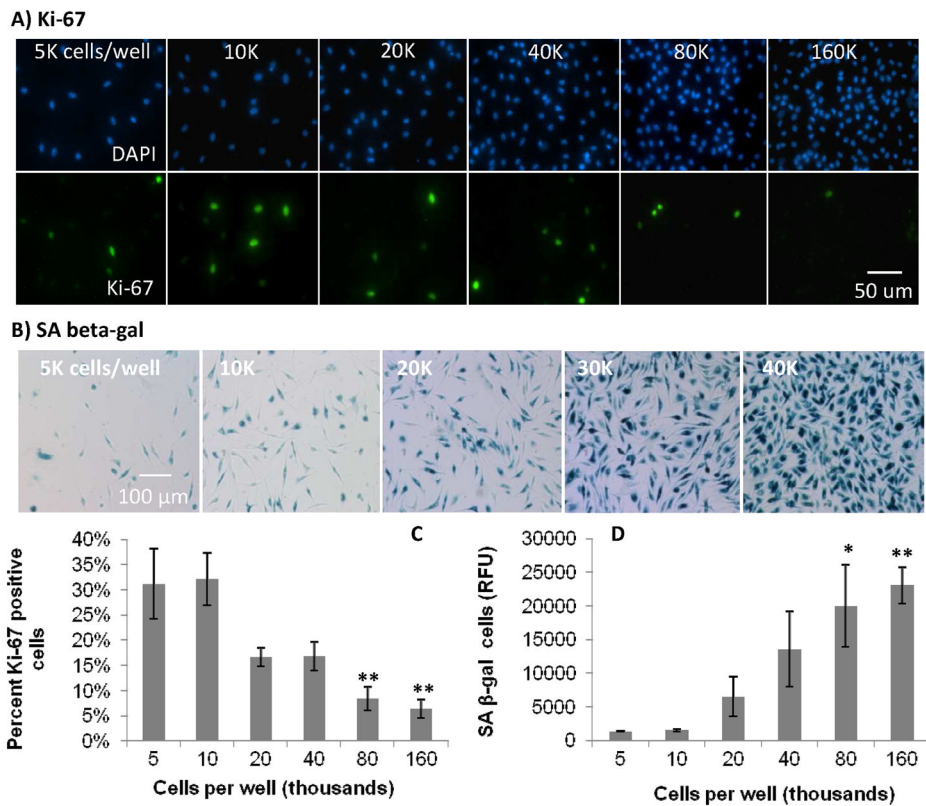 A) Ki-67
5K cells/well 10K 20K 40K 80K 160K
DAPI
Ki-67
50 um
B) SA beta-gal
5K cells/well 10K 20K 30K 40K
100 µm
C
Percent Ki-67 positive
cells
40%
35%
30%
25%
20%
15%
10%
5%
0%
** **
5 10 20 40 80 160
Cells per well (thousands)
D
SA β-gal cells (RFU)
30000
25000
20000
15000
10000
5000
0
* **
5 10 20 40 80 160
Cells per well (thousands)